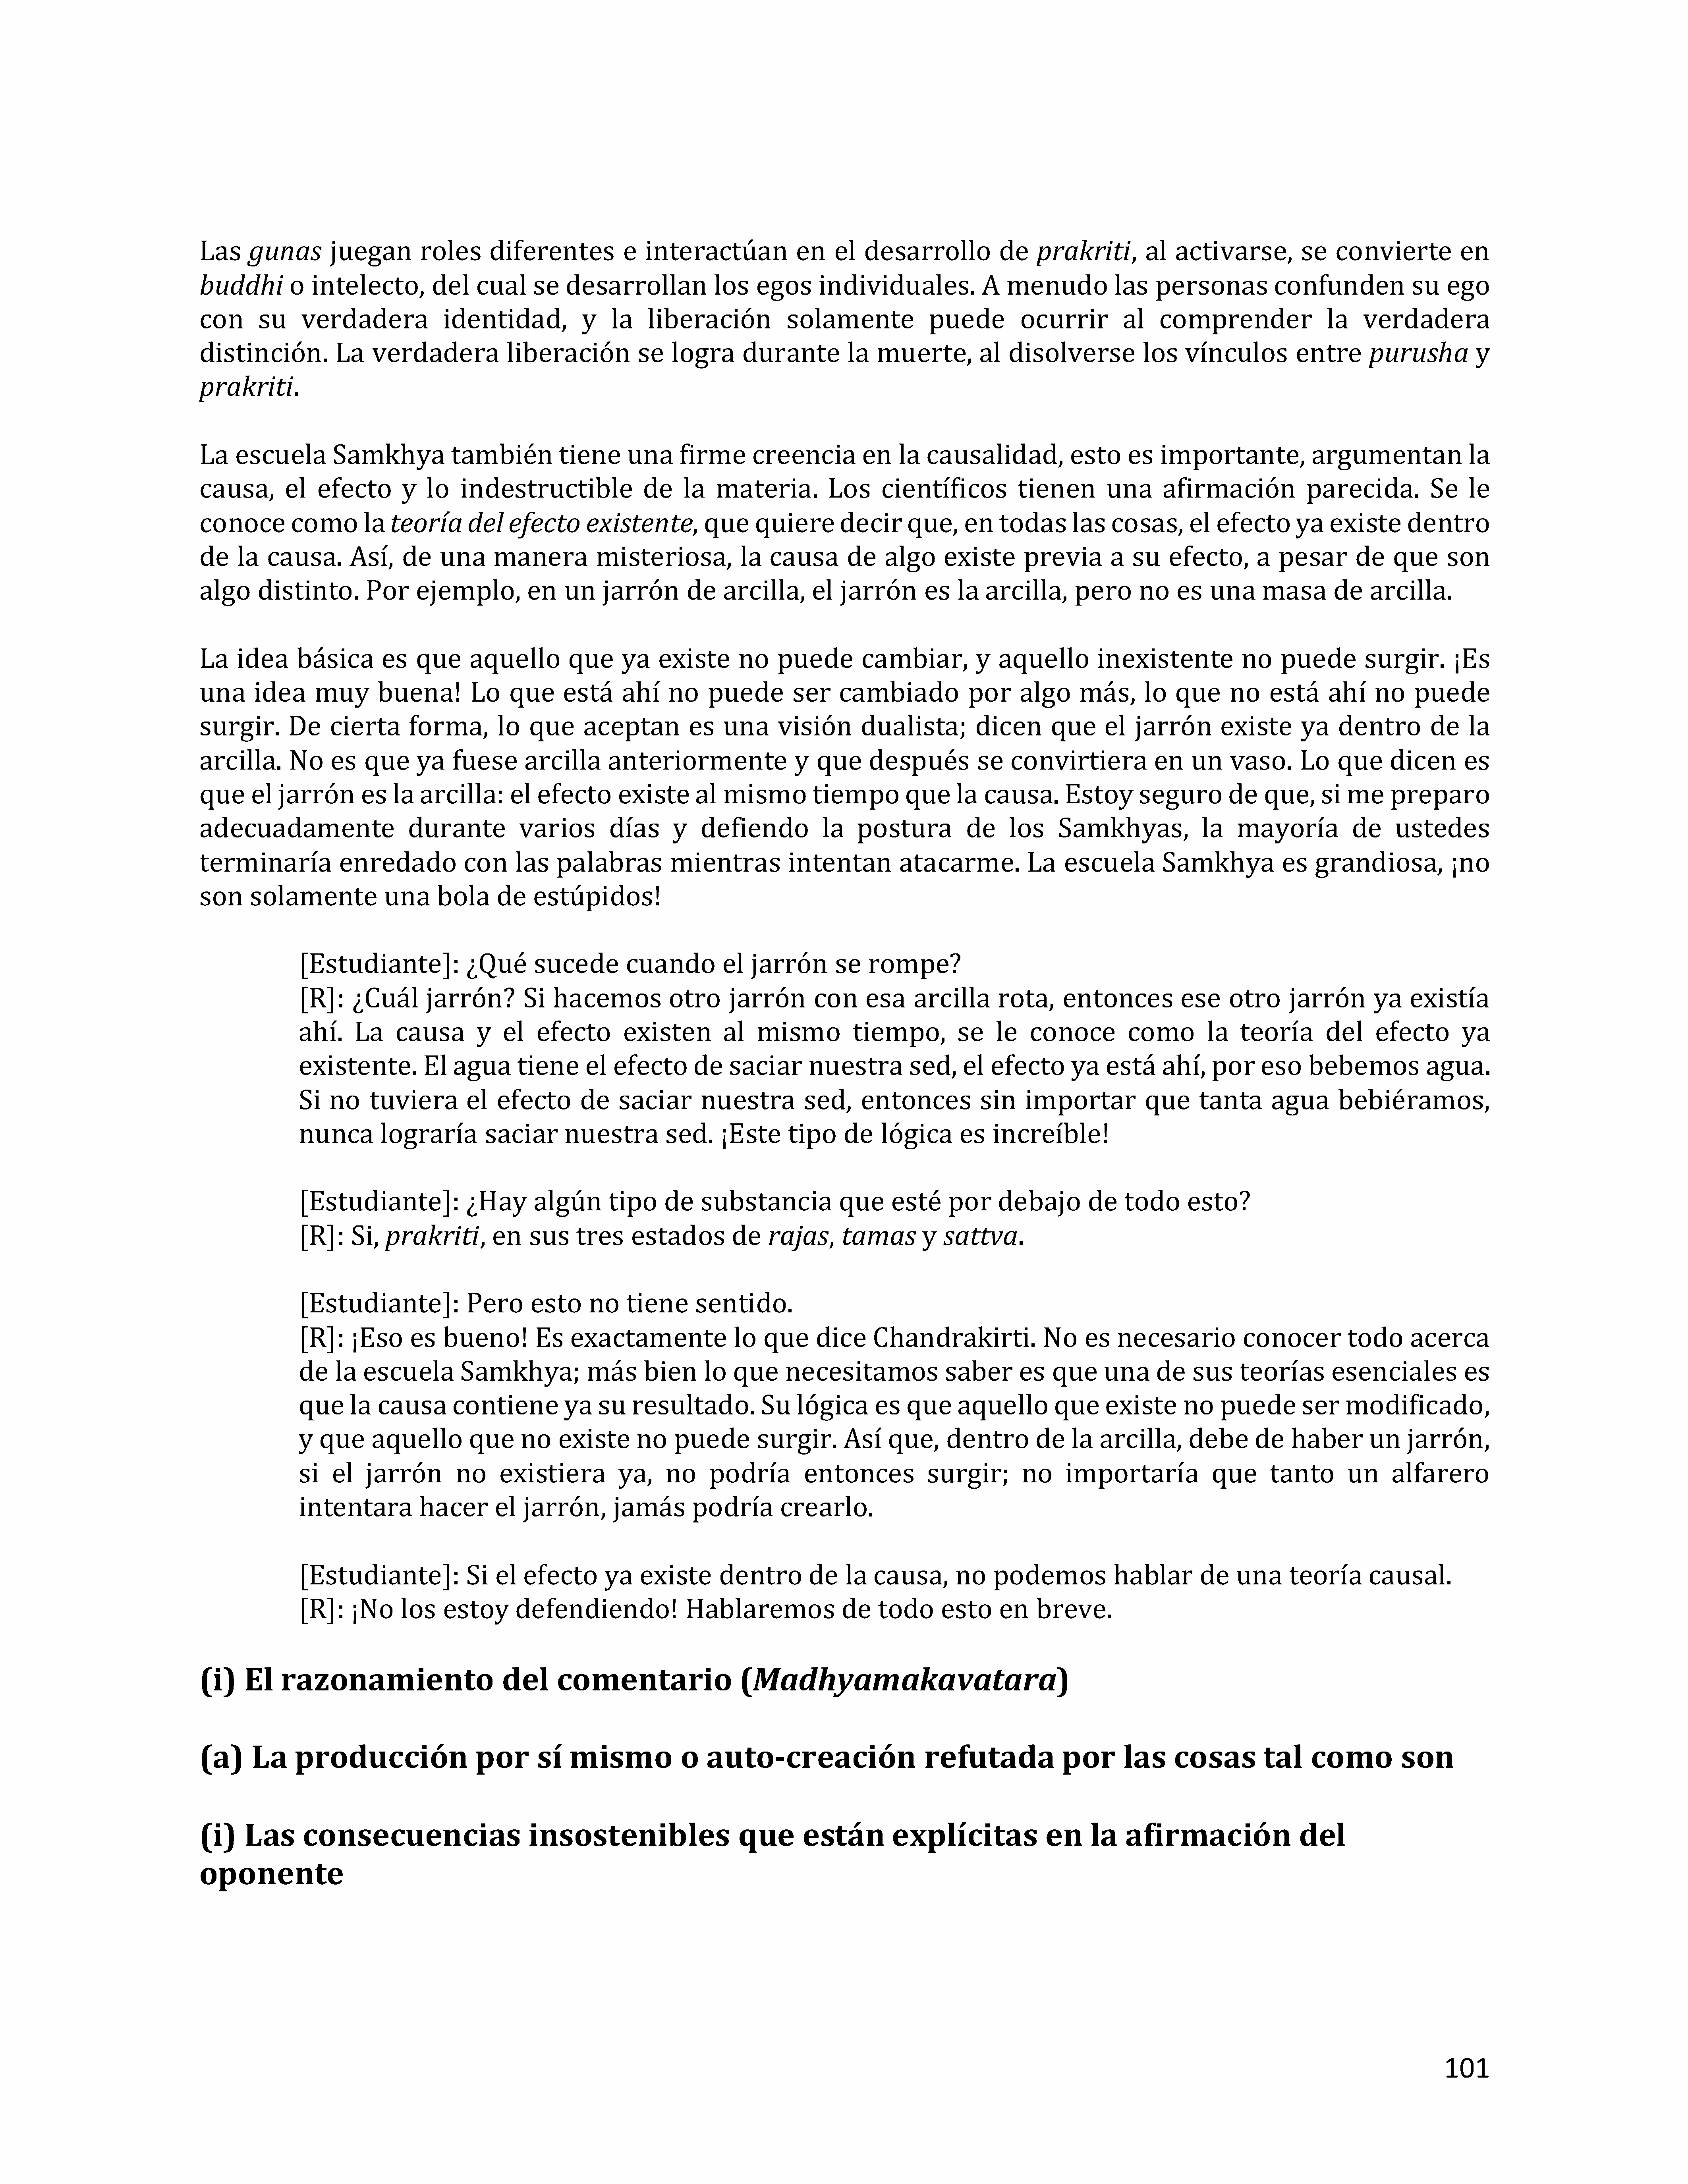 Las gunas juegan roles diferentes e interactúan en el desarrollo de prakriti, al activarse, se convierte en
buddhi o intelecto, del cual se desarrollan los egos individuales. A menudo las personas confunden su ego
con su verdadera identidad, y la liberación solamente puede ocurrir al comprender la verdadera
distinción. La verdadera liberación se logra durante la muerte, al disolverse los vínculos entre purusha y
prakriti.
La escuela Samkhya también tiene una firme creencia en la causalidad, esto es importante, argumentan la
causa, el efecto y lo indestructible de la materia. Los científicos tienen una afirmación parecida. Se le
conoce como la teoría del efecto existente, que quiere decir que, en todas las cosas, el efecto ya existe dentro
de la causa. Así, de una manera misteriosa, la causa de algo existe previa a su efecto, a pesar de que son
algo distinto. Por ejemplo, en un jarrón de arcilla, el jarrón es la arcilla, pero no es una masa de arcilla.
La idea básica es que aquello que ya existe no puede cambiar, y aquello inexistente no puede surgir. ¡Es
una idea muy buena! Lo que está ahí no puede ser cambiado por algo más, lo que no está ahí no puede
surgir. De cierta forma, lo que aceptan es una visión dualista; dicen que el jarrón existe ya dentro de la
arcilla. No es que ya fuese arcilla anteriormente y que después se convirtiera en un vaso. Lo que dicen es
que el jarrón es la arcilla: el efecto existe al mismo tiempo que la causa. Estoy seguro de que, si me preparo
adecuadamente durante varios días y defiendo la postura de los Samkhyas, la mayoría de ustedes
terminaría enredado con las palabras mientras intentan atacarme. La escuela Samkhya es grandiosa, ¡no
son solamente una bola de estúpidos!
[Estudiante]: ¿Qué sucede cuando el jarrón se rompe?
[R]: ¿Cuál jarrón? Si hacemos otro jarrón con esa arcilla rota, entonces ese otro jarrón ya existía
ahí. La causa y el efecto existen al mismo tiempo, se le conoce como la teoría del efecto ya
existente. El agua tiene el efecto de saciar nuestra sed, el efecto ya está ahí, por eso bebemos agua.
Si no tuviera el efecto de saciar nuestra sed, entonces sin importar que tanta agua bebiéramos,
nunca lograría saciar nuestra sed. ¡Este tipo de lógica es increíble!
[Estudiante]: ¿Hay algún tipo de substancia que esté por debajo de todo esto?
[R]: Si, prakriti, en sus tres estados de rajas, tamas y sattva.
[Estudiante]: Pero esto no tiene sentido.
[R]: ¡Eso es bueno! Es exactamente lo que dice Chandrakirti. No es necesario conocer todo acerca
de la escuela Samkhya; más bien lo que necesitamos saber es que una de sus teorías esenciales es
que la causa contiene ya su resultado. Su lógica es que aquello que existe no puede ser modificado,
y que aquello que no existe no puede surgir. Así que, dentro de la arcilla, debe de haber un jarrón,
si el jarrón no existiera ya, no podría entonces surgir; no importaría que tanto un alfarero
intentara hacer el jarrón, jamás podría crearlo.
[Estudiante]: Si el efecto ya existe dentro de la causa, no podemos hablar de una teoría causal.
[R]: ¡No los estoy defendiendo! Hablaremos de todo esto en breve.
(i) El razonamiento del comentario (Madhyamakavatara)
(a) La producción por sí mismo o auto-creación refutada por las cosas tal como son
(i) Las consecuencias insostenibles que están explícitas en la afirmación del
oponente
101